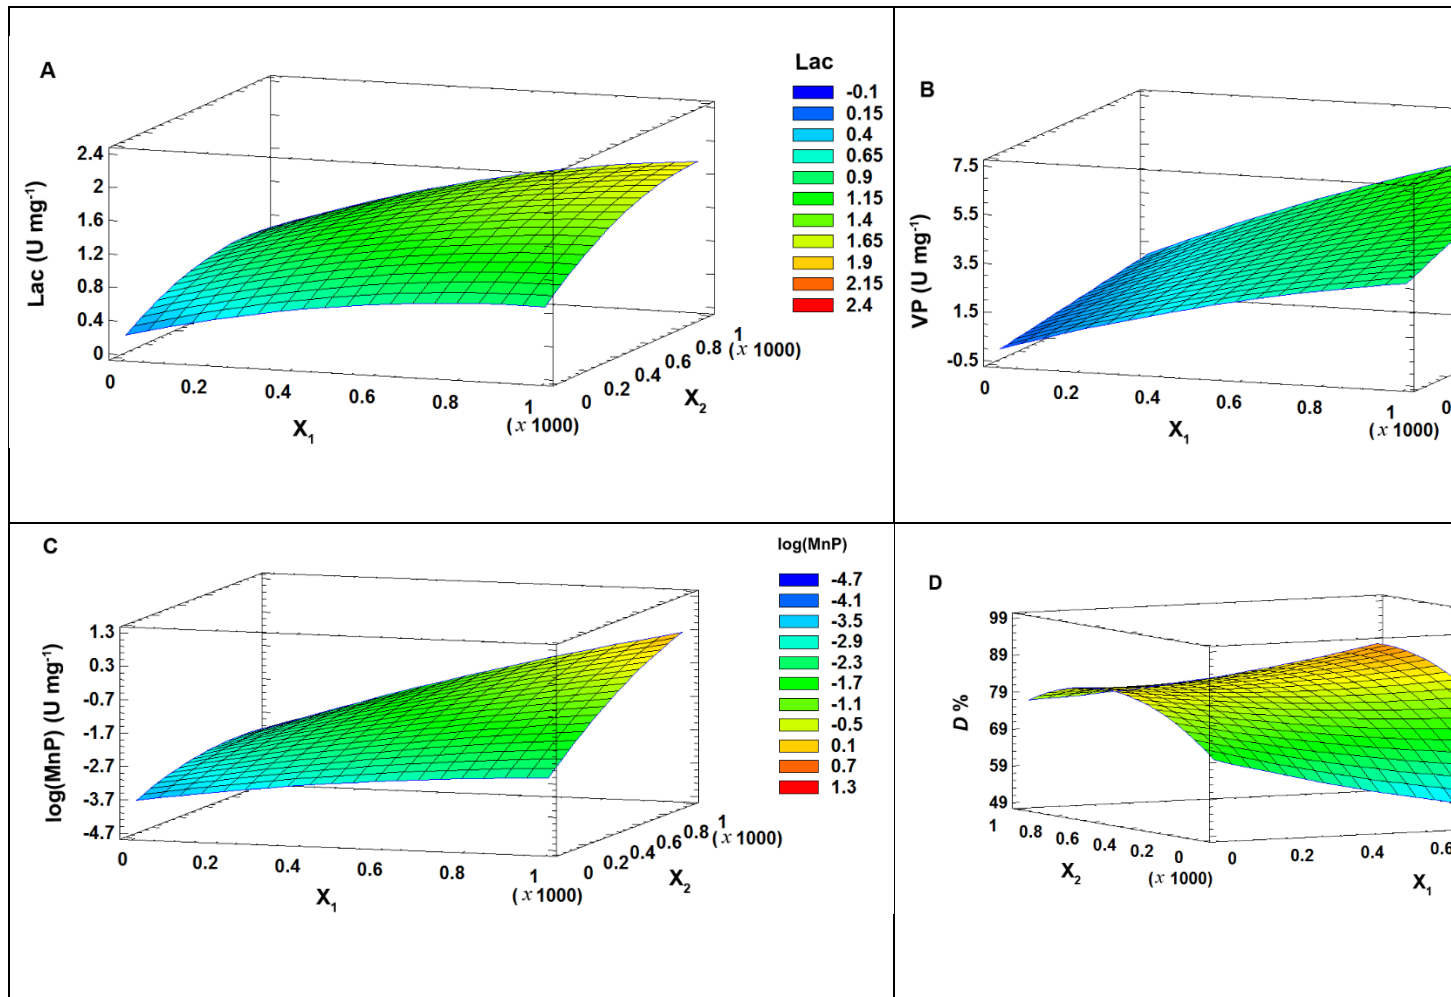 A
Lac
-0.1
0.15
0.4
0.65
0.9
1.15
1.4
1.65
1.9
2.15
2.4
Lac (U mg-1)
2.4
2
1.6
1.2
0.8
0.4
0
0 0.2 0.4 0.6 0.8 1
(x 1000)
X1
0 0.2 0.4 0.6 0.8 1
(x 1000)
X2
B
VP (U mg-1)
7.5
5.5
3.5
1.5
-0.5
0 0.2 0.4 0.6 0.8 1
(x 1000)
X1
C
log(MnP)
-4.7
-4.1
-3.5
-2.9
-2.3
-1.7
-1.1
-0.5
0.1
0.7
1.3
log(MnP) (U mg-1)
1.3
0.3
-0.7
-1.7
-2.7
-3.7
-4.7
0 0.2 0.4 0.6 0.8 1
(x 1000)
X1
0 0.2 0.4 0.6 0.8 1
(x 1000)
X2
D
D %
99
89
79
69
59
49
1 0.8 0.6 0.4 0.2 0
(x 1000)
X2
0 0.2 0.4 0.6
X1